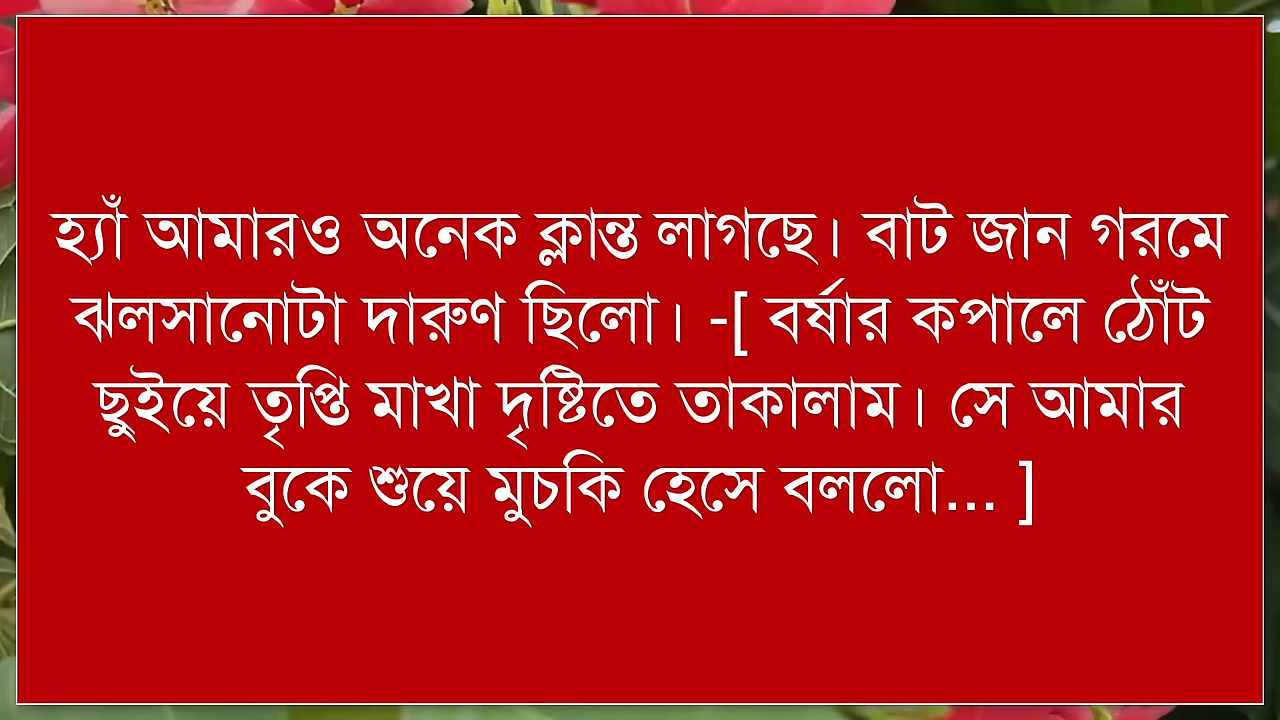 হ্যাঁ আমারও অনেক ক্লান্ত লাগছে। বাট জান গরমে
ঝলসানোটা দারুণ ছিলো। -[ বর্ষার কপালে ঠোঁট
ছুইয়ে তৃপ্তি মাখা দৃষ্টিতে তাকালাম। সে আমার
বুকে শুয়ে মুচকি হেসে বললো... ]